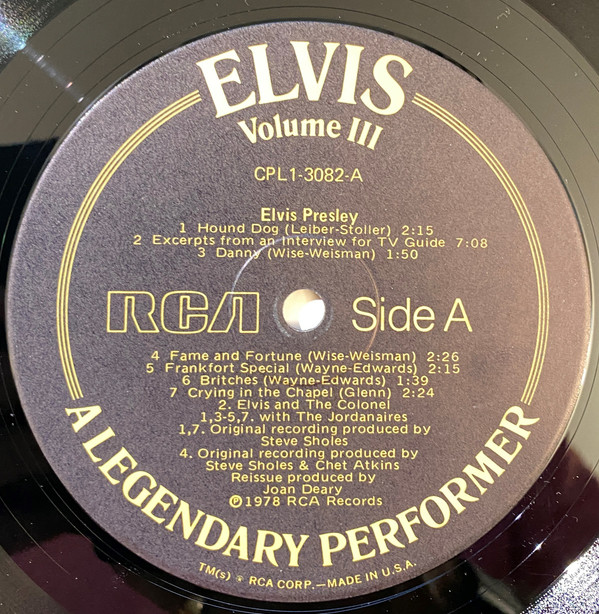 ELVIS
Volume III
CPL1-3082-A
Elvis Presley
1 Hound Dog (Leiber-Stoller) 2:15
2 Excerpts from an Interview for TV Guide 7:08
3 Danny (Wise-Weisman) 1:50
RCA Side A
4 Fame and Fortune (Wise-Weisman) 2:26
5 Frankfort Special (Wayne-Edwards) 2:15
6 Britches (Wayne-Edwards) 1:39
7 Crying in the Chapel (Glenn) 2:24
2. Elvis and The Colonel
1,3-5,7. with The Jordanaires
1,7. Original recording produced by
Steve Sholes
4. Original recording produced by
Steve Sholes & Chet Atkins
Reissue produced by
Joan Deary
℗1978 RCA Records
A LEGENDARY PERFORMER
TM(s) ® RCA CORP.—MADE IN U.S.A.